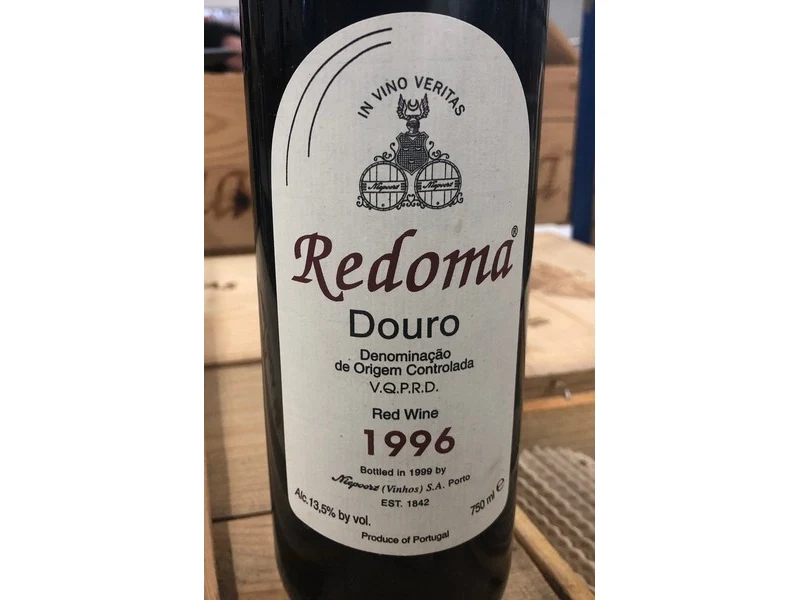 IN VINO VERITAS
Niepoort Niepoort
Redoma®
Douro
Denominação
de Origem Controlada
V.Q.P.R.D.
Red Wine
1996
Bottled in 1999 by
Niepoort (Vinhos) S.A. Porto
EST. 1842
Alc.13,5% by vol.
750 ml ℮
Produce of Portugal